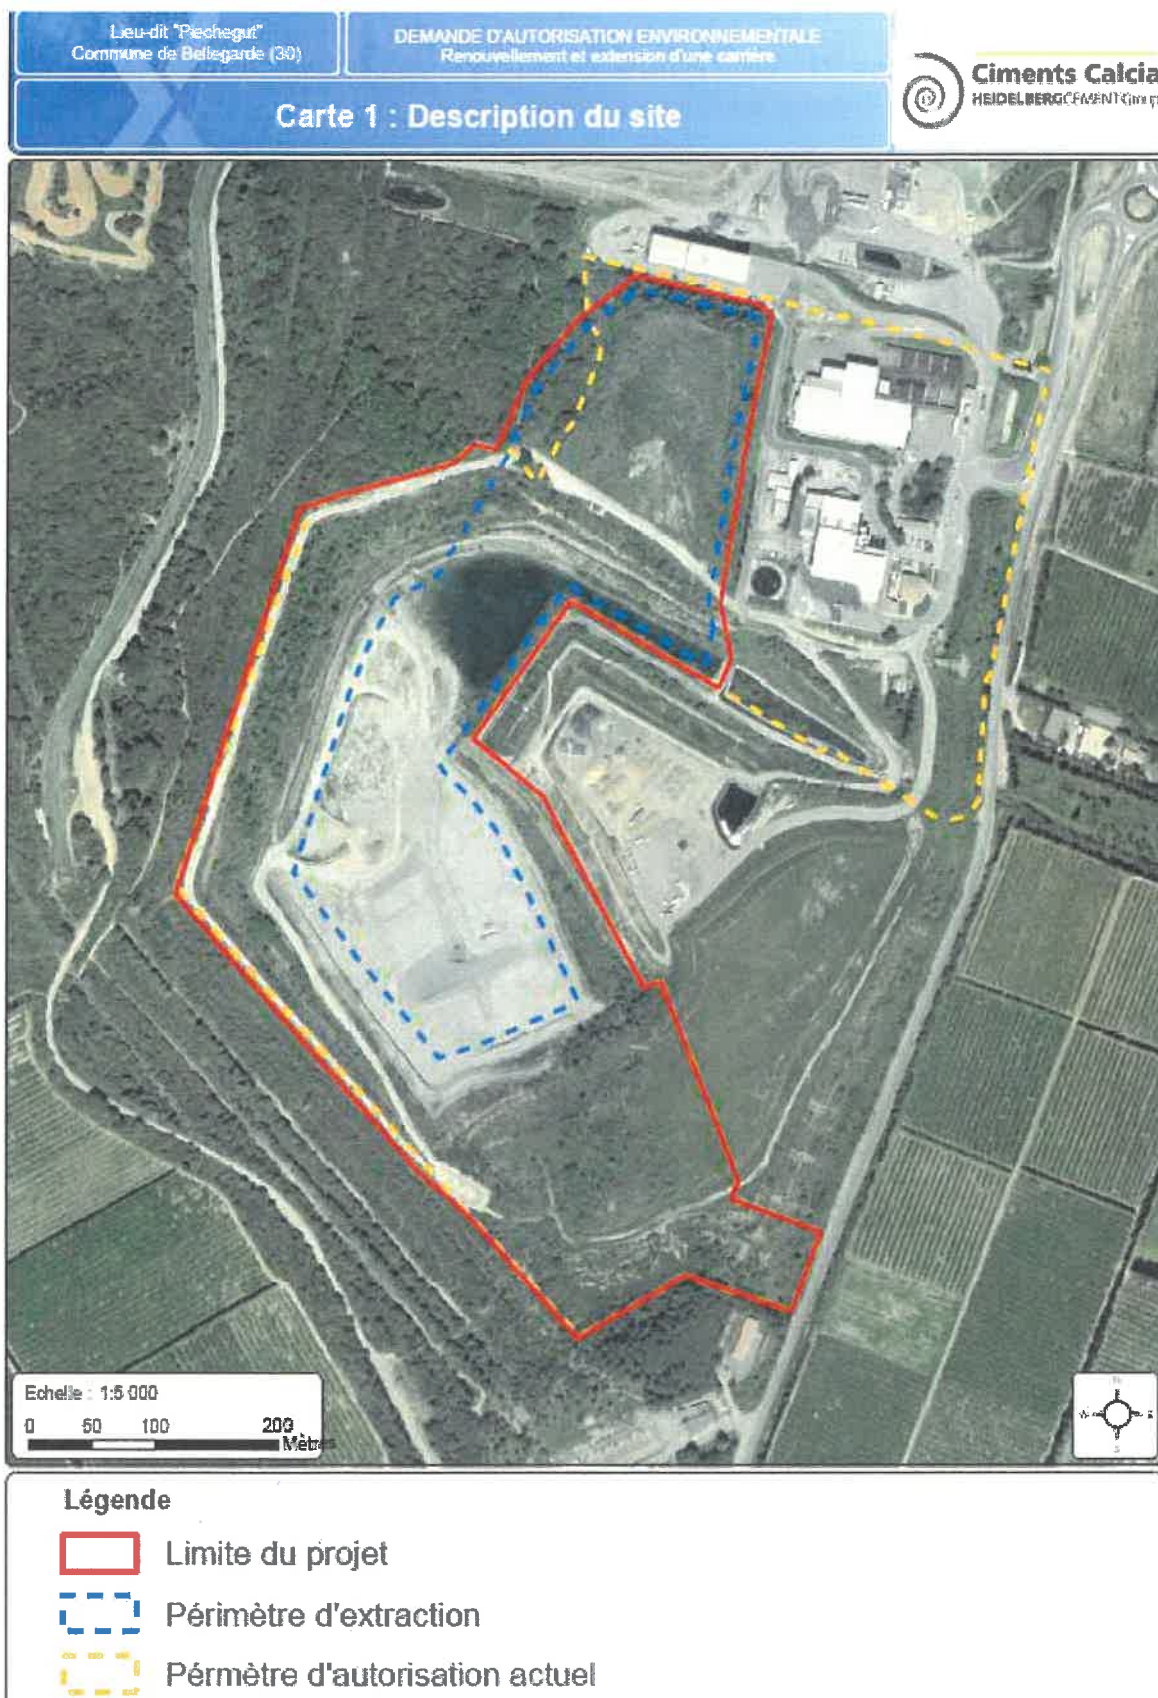 Lieu-dit "Piechegut"
Commune de Bellegarde (30)
DEMANDE D'AUTORISATION ENVIRONNEMENTALE
Renouvellement et extension d'une carrière
Carte 1 : Description du site
Ciments Calcia
HEIDELBERGCEMENT Group
Echelle : 1:5 000
0 50 100 200
Mètres
N
W E
S
Légende
Limite du projet
Périmètre d'extraction
Pérmètre d'autorisation actuel